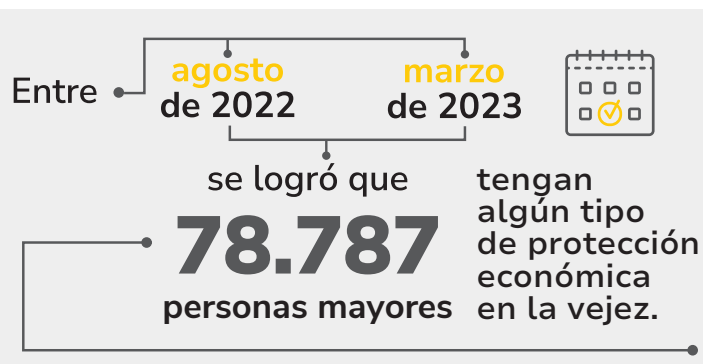 Entre
agosto
de 2022
marzo
de 2023
se logró que
78.787
personas mayores
tengan
algún tipo
de protección
económica
en la vejez.